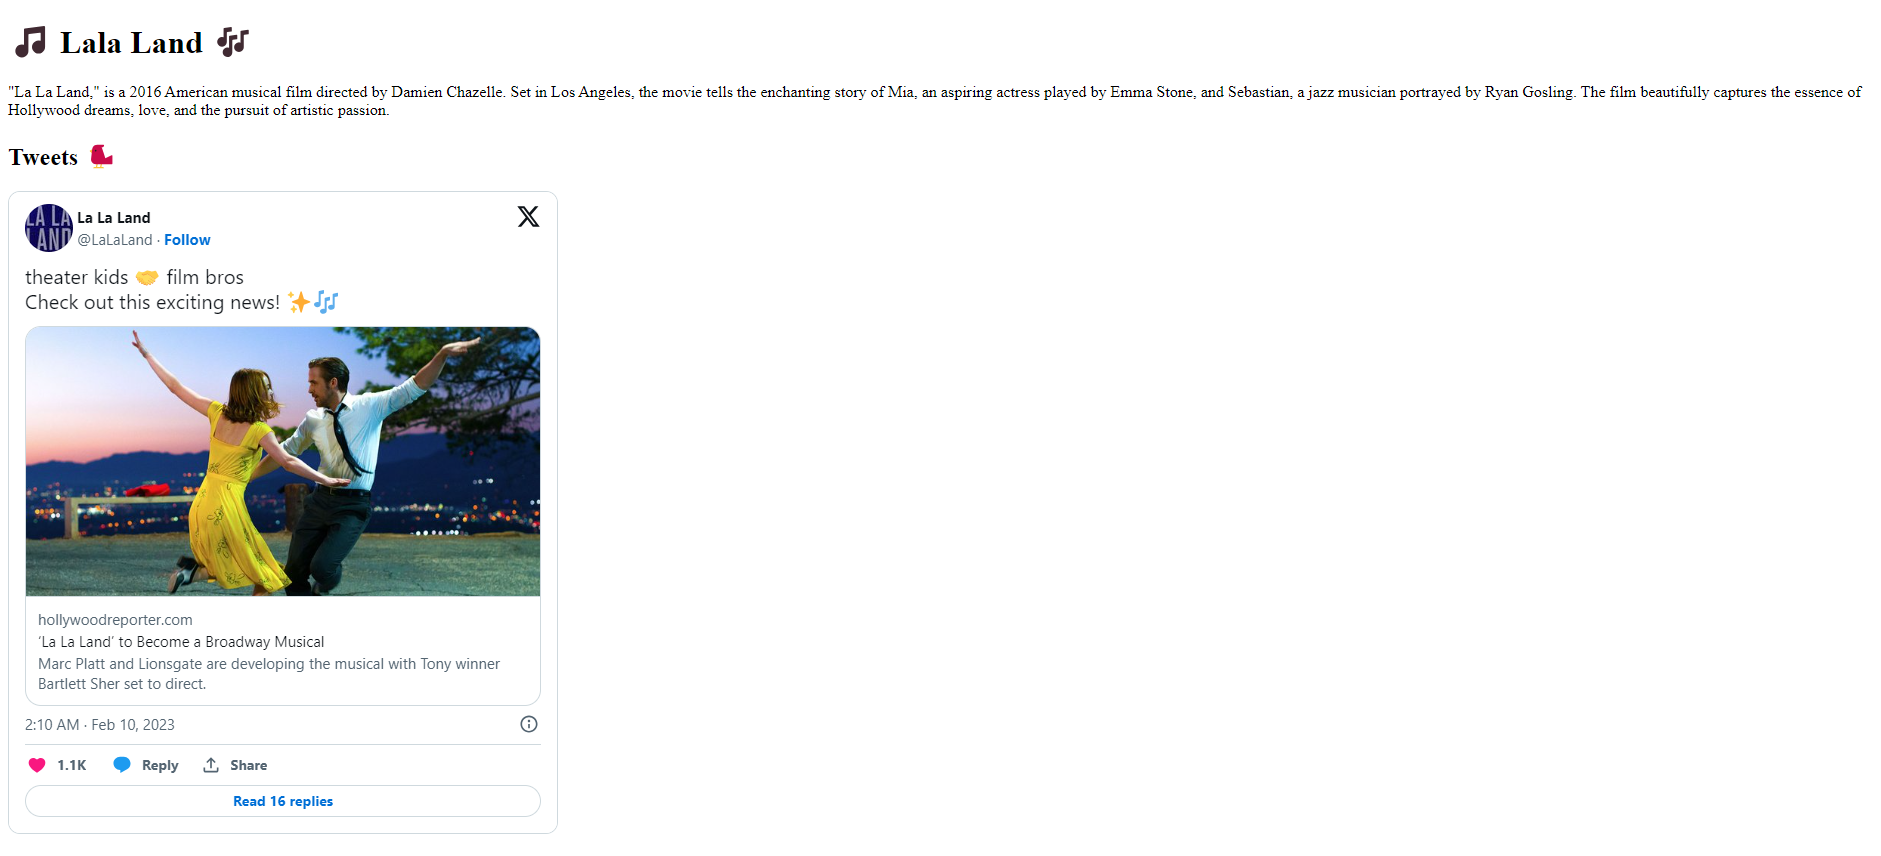 🎵 Lala Land 🎶
"La La Land," is a 2016 American musical film directed by Damien Chazelle. Set in Los Angeles, the movie tells the enchanting story of Mia, an aspiring actress played by Emma Stone, and Sebastian, a jazz musician portrayed by Ryan Gosling. The film beautifully captures the essence of
Hollywood dreams, love, and the pursuit of artistic passion.
Tweets
LA LA
LAND
La La Land
@LaLaLand · Follow
theater kids 🤝 film bros
Check out this exciting news! ✨🎶
hollywoodreporter.com
‘La La Land’ to Become a Broadway Musical
Marc Platt and Lionsgate are developing the musical with Tony winner
Bartlett Sher set to direct.
2:10 AM · Feb 10, 2023
1.1K Reply Share
Read 16 replies